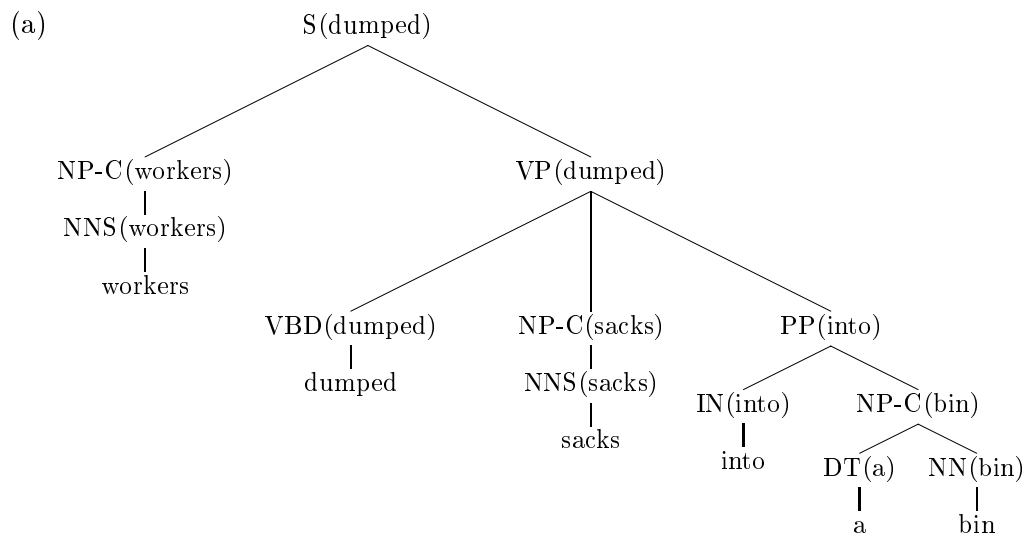 (a) S(dumped)
NP-C(workers) VP(dumped)
NNS(workers)
workers
VBD(dumped) NP-C(sacks) PP(into)
dumped NNS(sacks)
IN(into) NP-C(bin)
sacks
into
DT(a) NN(bin)
a bin